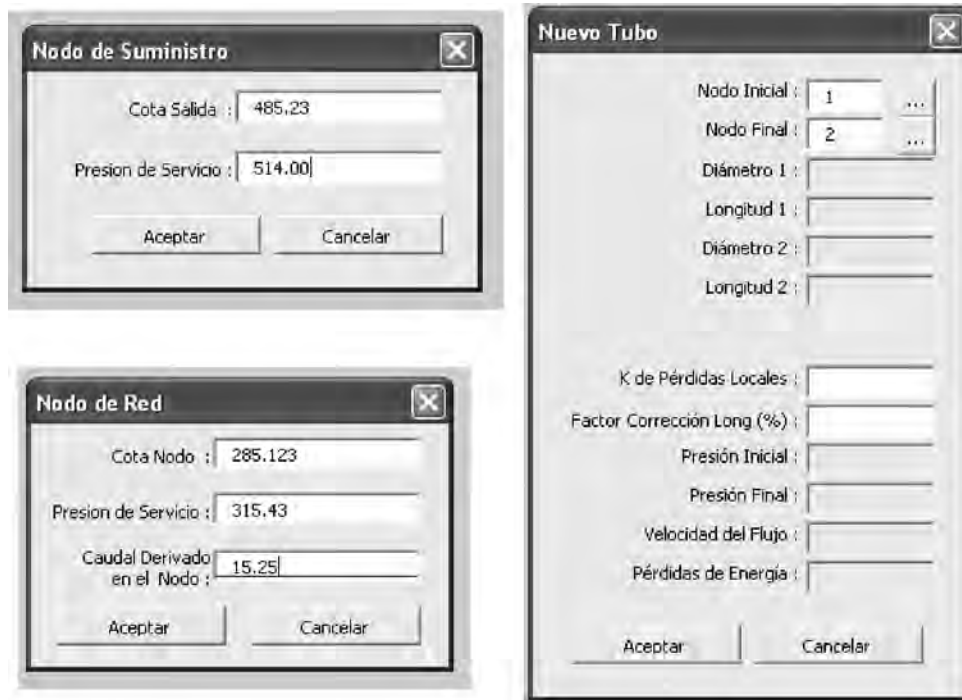 Nodo de Suministro
Cota Salida : 485.23
Presion de Servicio : 514.00
Aceptar Cancelar
Nodo de Red
Cota Nodo : 285.123
Presion de Servicio : 315.43
Caudal Derivado
en el Nodo : 15.25
Aceptar Cancelar
Nuevo Tubo
Nodo Inicial : 1 ...
Nodo Final : 2 ...
Diámetro 1 :
Longitud 1 :
Diámetro 2 :
Longitud 2 :
K de Pérdidas Locales :
Factor Corrección Long (%) :
Presión Inicial :
Presión Final :
Velocidad del Flujo :
Pérdidas de Energía :
Aceptar Cancelar